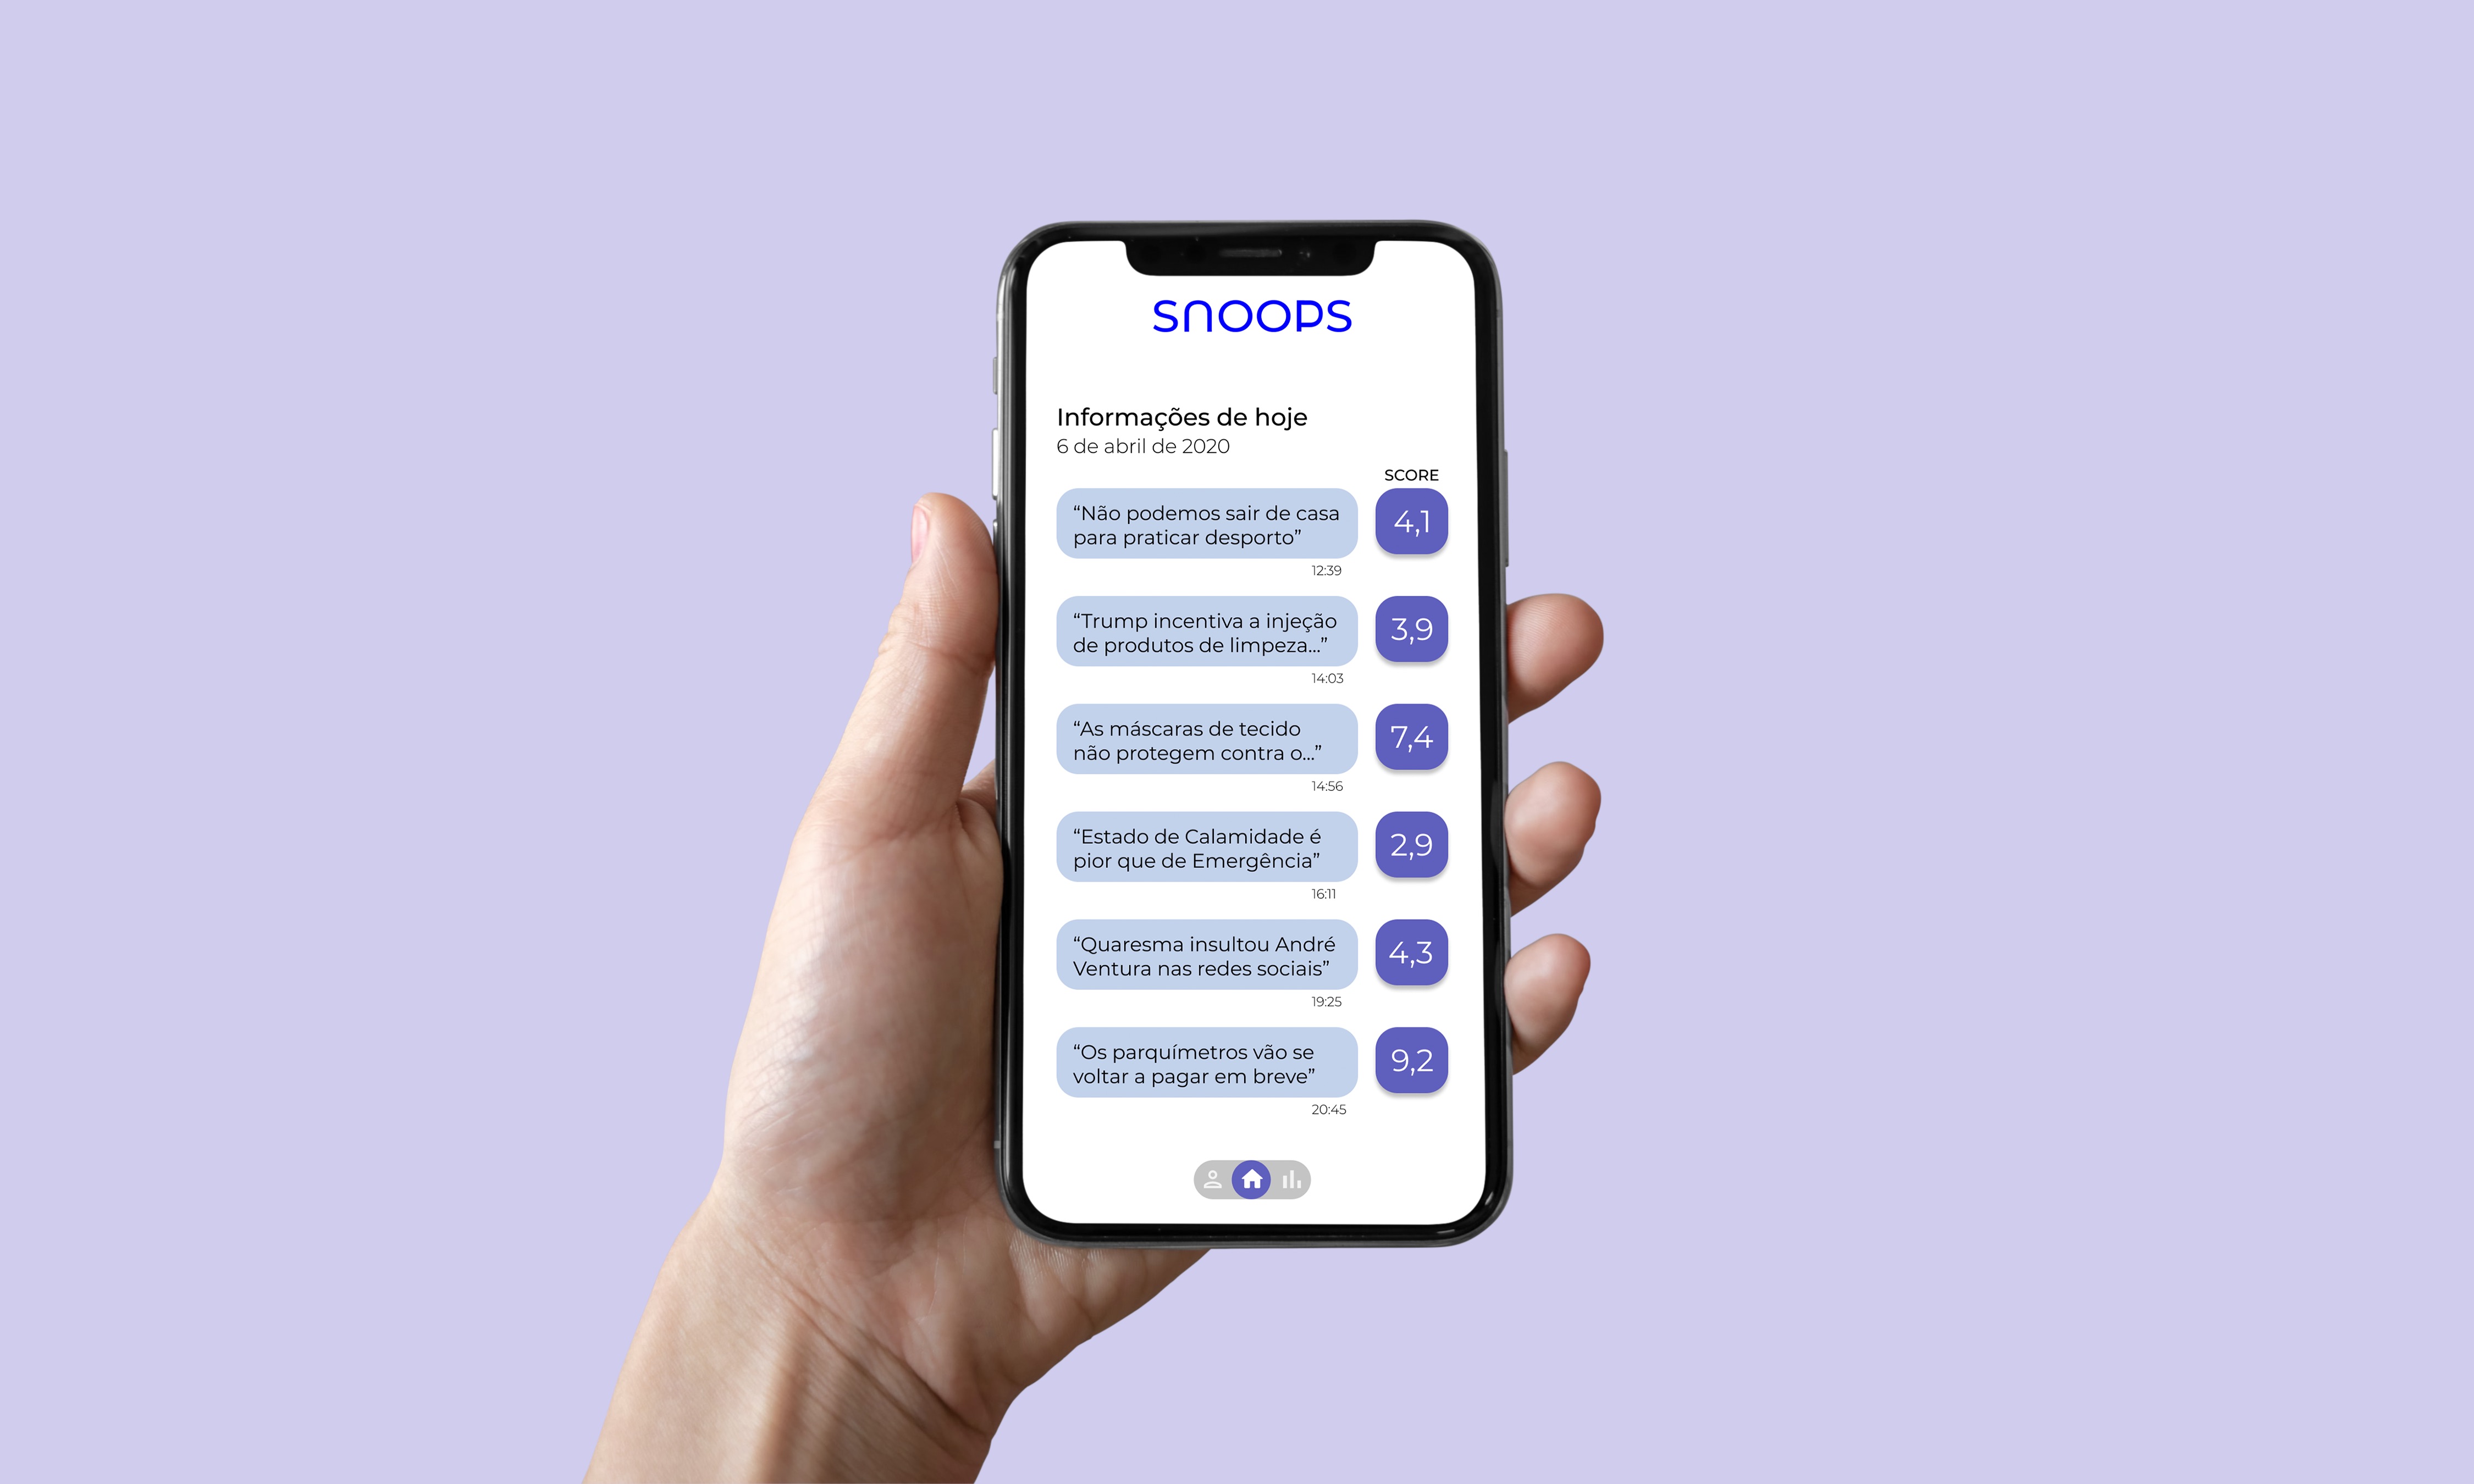 SNOOPS
Informações de hoje
6 de abril de 2020
SCORE
“Não podemos sair de casa
para praticar desporto”
4,1
12:39
“Trump incentiva a injeção
de produtos de limpeza...”
3,9
14:03
“As máscaras de tecido
não protegem contra o...”
7,4
14:56
“Estado de Calamidade é
pior que de Emergência”
2,9
16:11
“Quaresma insultou André
Ventura nas redes sociais”
4,3
19:25
“Os parquímetros vão se
voltar a pagar em breve”
9,2
20:45